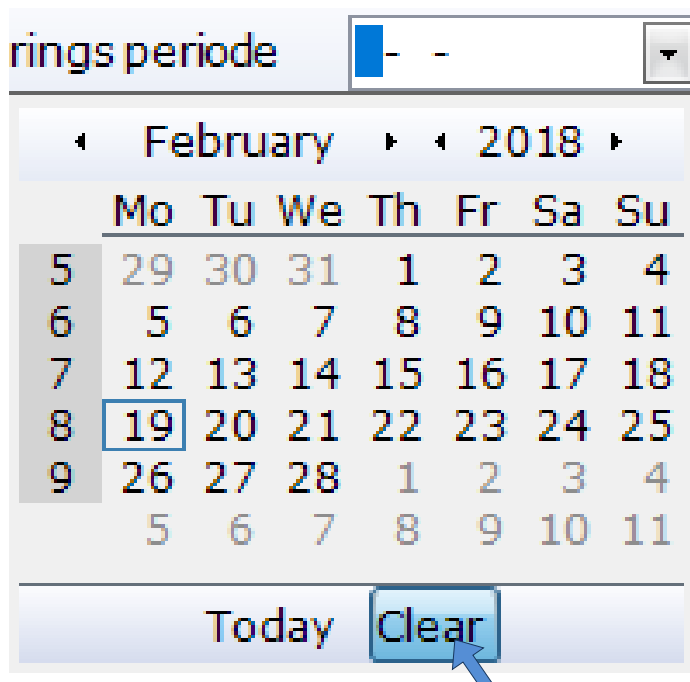 rings periode - -
February 2018
Mo Tu We Th Fr Sa Su
5 29 30 31 1 2 3 4
6 5 6 7 8 9 10 11
7 12 13 14 15 16 17 18
8 19 20 21 22 23 24 25
9 26 27 28 1 2 3 4
5 6 7 8 9 10 11
Today Clear